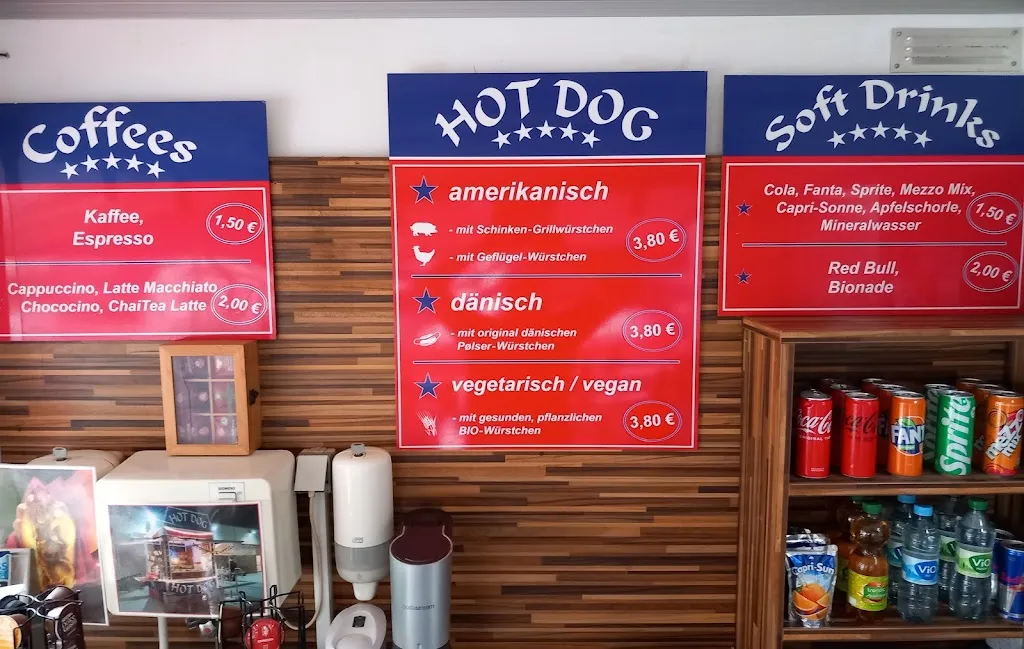 Coffees
Kaffee,
Espresso
1,50 €
Cappuccino, Latte Macchiato
Chococino, ChaiTea Latte
2,00 €
HOT DOG
amerikanisch
- mit Schinken-Grillwürstchen
- mit Geflügel-Würstchen
3,80 €
dänisch
- mit original dänischen
Pølser-Würstchen
3,80 €
vegetarisch / vegan
- mit gesunden, pflanzlichen
BIO-Würstchen
3,80 €
Soft Drinks
Cola, Fanta, Sprite, Mezzo Mix,
Capri-Sonne, Apfelschorle,
Mineralwasser
1,50 €
Red Bull,
Bionade
2,00 €
Coca-Cola
FANTA
Sprite
Capri-Sun
ViO
ViO
SIEMENS
HOT DOG
HOT DOG